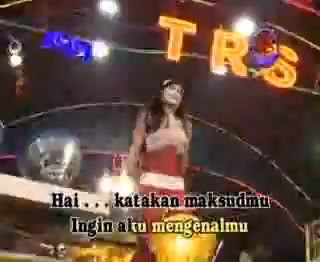 TRS
Hai . . . katakan maksudmu
Ingin aku mengenalmu